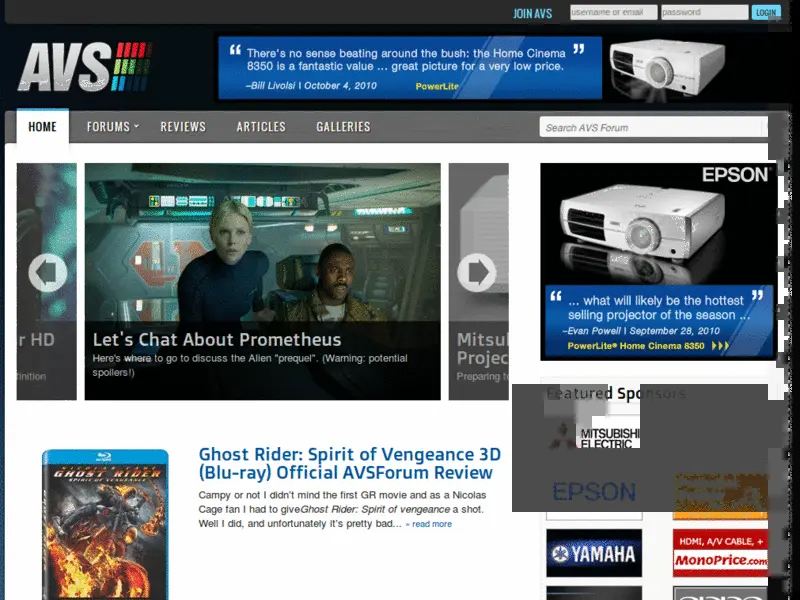 JOIN AVS
username or email
password
LOGIN
AVS
“ There's no sense beating around the bush: the Home Cinema ”
8350 is a fantastic value ... great picture for a very low price.
–Bill Livolsi | October 4, 2010
PowerLite
HOME
FORUMS
REVIEWS
ARTICLES
GALLERIES
Search AVS Forum
EPSON
r HD
finition
Let's Chat About Prometheus
Here's where to go to discuss the Alien "prequel". (Warning: potential
spoilers!)
Mitsu
Projec
Preparing to
“ ... what will likely be the hottest ”
selling projector of the season ...
–Evan Powell | September 28, 2010
PowerLite® Home Cinema 8350
Featured Sponsors
MITSUBISHI
ELECTRIC
EPSON
YAMAHA
HDMI, A/V CABLE, +
MonoPrice.com
Ghost Rider: Spirit of Vengeance 3D
(Blu-ray) Official AVSForum Review
Campy or not I didn't mind the first GR movie and as a Nicolas
Cage fan I had to giveGhost Rider: Spirit of vengeance a shot.
Well I did, and unfortunately it's pretty bad... » read more
NICOLAS CAGE
GHOST RIDER
SPIRIT OF VENGEANCE